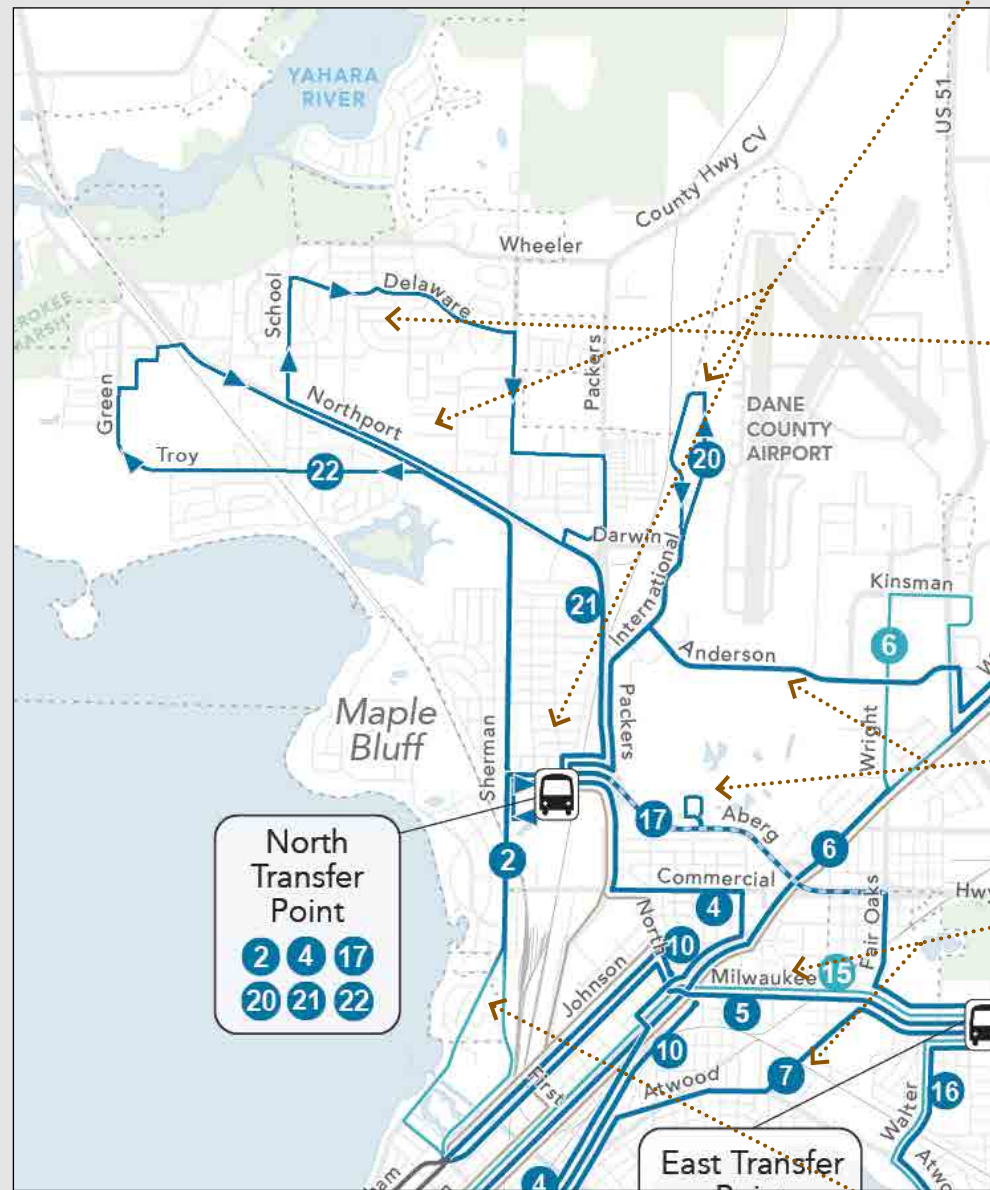 YAHARA
RIVER
US 51
County Hwy CV
Wheeler
School
Delaware
Packers
Green
Northport
DANE
COUNTY
AIRPORT
Troy
22
20
Darwin
International
Kinsman
21
6
Anderson
Maple
Bluff
Packers
Sherman
Wright
North
Transfer
Point
2 4 17
20 21 22
17
Aberg
2
6
Commercial
4
Fair Oaks
Hwy
North
10
Johnson
Milwaukee
15
5
10
First
Atwood
7
Walter
16
East Transfer
4